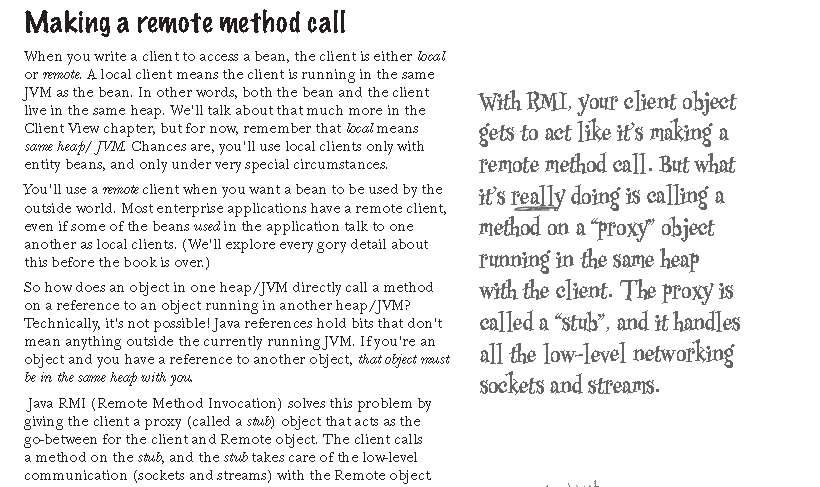 Making a remote method call
When you write a client to access a bean, the client is either local
or remote. A local client means the client is running in the same
JVM as the bean. In other words, both the bean and the client
live in the same heap. We'll talk about that much more in the
Client View chapter, but for now, remember that local means
same heap/ JVM. Chances are, you'll use local clients only with
entity beans, and only under very special circumstances.
You'll use a remote client when you want a bean to be used by the
outside world. Most enterprise applications have a remote client,
even if some of the beans used in the application talk to one
another as local clients. (We'll explore every gory detail about
this before the book is over.)
So how does an object in one heap/JVM directly call a method
on a reference to an object running in another heap/JVM?
Technically, it's not possible! Java references hold bits that don't
mean anything outside the currently running JVM. If you're an
object and you have a reference to another object, that object must
be in the same heap with you.
Java RMI (Remote Method Invocation) solves this problem by
giving the client a proxy (called a stub) object that acts as the
go-between for the client and Remote object. The client calls
a method on the stub, and the stub takes care of the low-level
communication (sockets and streams) with the Remote object.
With RMI, your client object
gets to act like it's making a
remote method call. But what
it's really doing is calling a
method on a "proxy" object
running in the same heap
with the client. The proxy is
called a "stub", and it handles
all the low-level networking
sockets and streams.